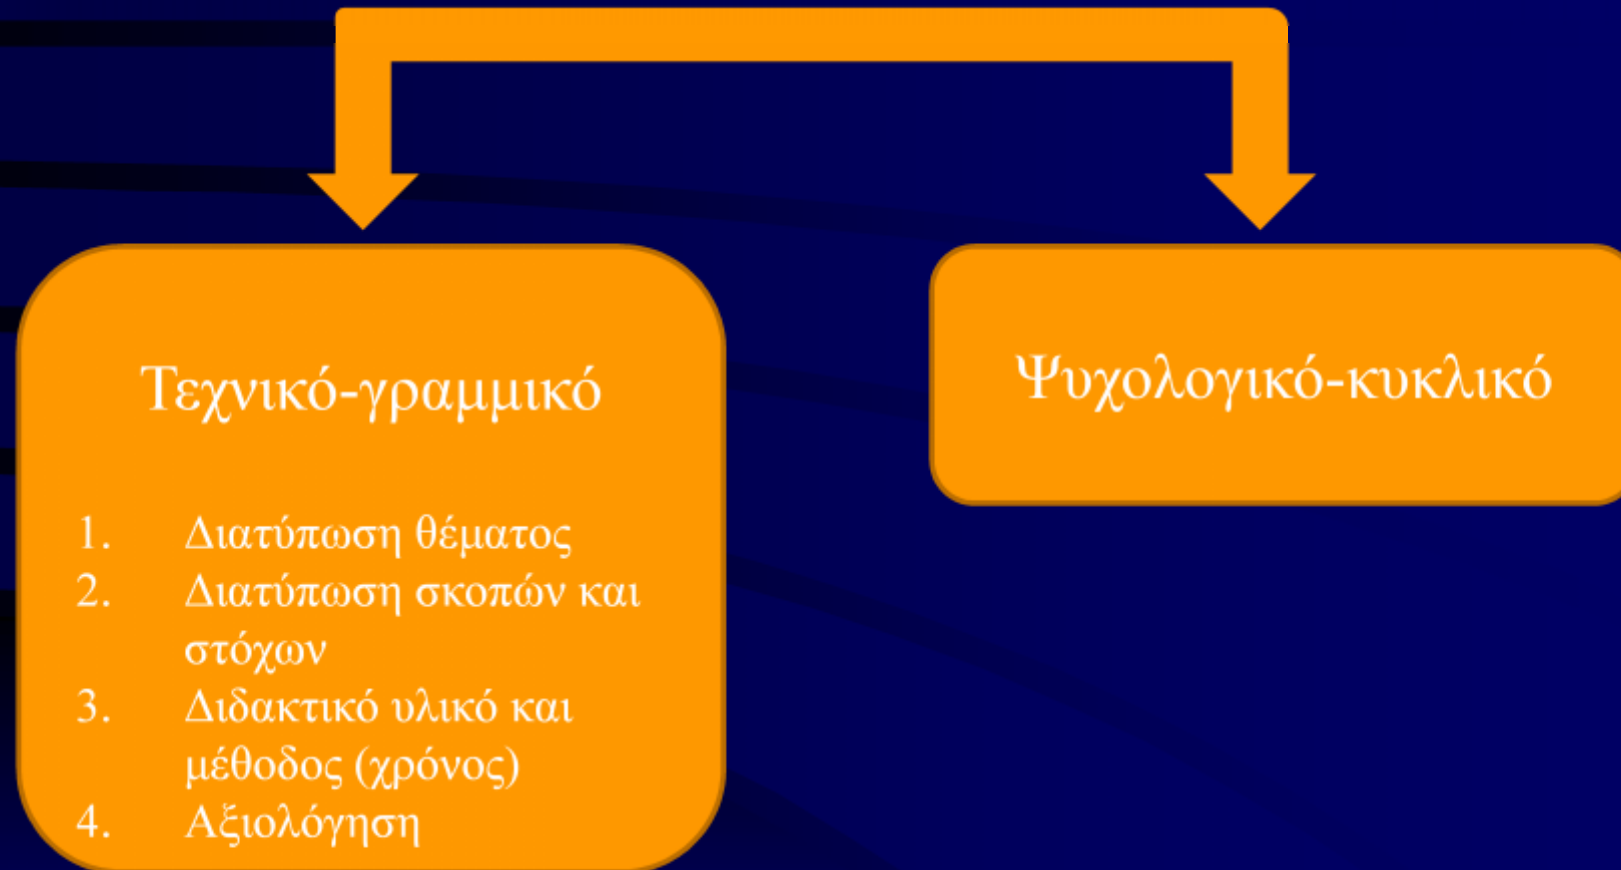 Τεχνικό-γραμμικό
1. Διατύπωση θέματος
2. Διατύπωση σκοπών και
στόχων
3. Διδακτικό υλικό και
μέθοδος (χρόνος)
4. Αξιολόγηση
Ψυχολογικό-κυκλικό